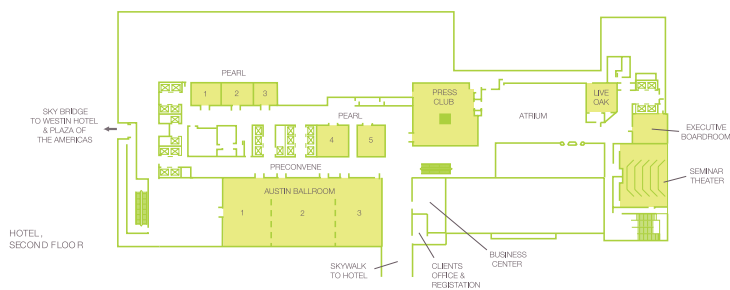 PEARL
1 2 3
SKY BRIDGE
TO WESTIN HOTEL
& PLAZA OF
THE AMERICAS
PRESS
CLUB
LIVE
OAK
PEARL
4 5
ATRIUM
EXECUTIVE
BOARDROOM
PRECONVENE
SEMINAR
THEATER
AUSTIN BALLROOM
1 2 3
HOTEL,
SECOND FLOOR
BUSINESS
CENTER
SKYWALK
TO HOTEL
CLIENTS
OFFICE &
REGISTATION